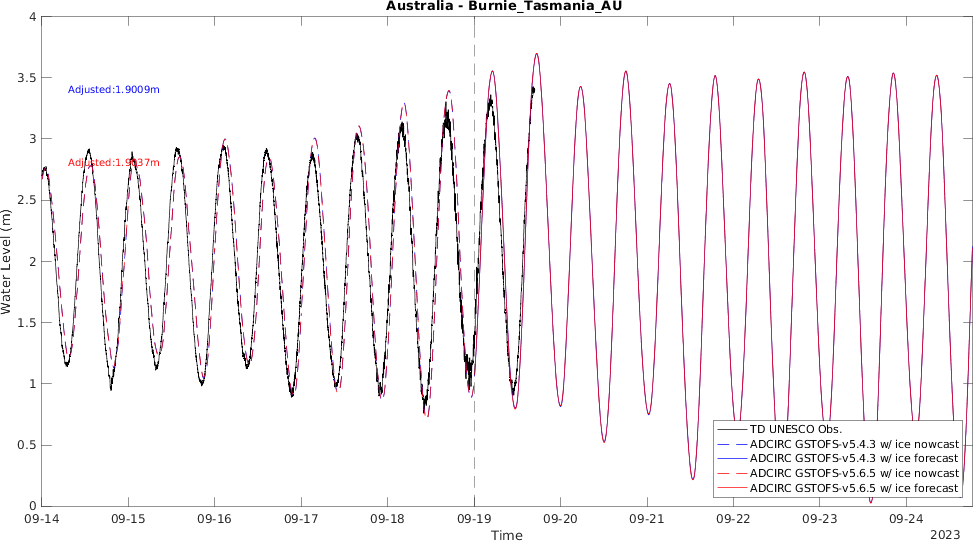 Australia - Burnie_Tasmania_AU
4
3.5
3
2.5
2
1.5
1
0.5
0
Water Level (m)
Adjusted:1.9009m
Adjusted:1.9037m
TD UNESCO Obs.
ADCIRC GSTOFS-v5.4.3 w/ ice nowcast
ADCIRC GSTOFS-v5.4.3 w/ ice forecast
ADCIRC GSTOFS-v5.6.5 w/ ice nowcast
ADCIRC GSTOFS-v5.6.5 w/ ice forecast
09-14 09-15 09-16 09-17 09-18 09-19 09-20 09-21 09-22 09-23 09-24
Time
2023